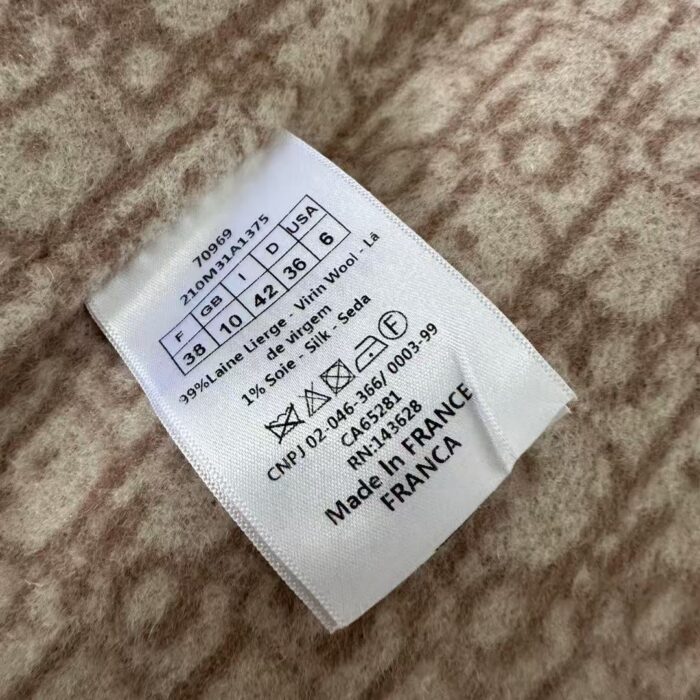 70969
210M31A1375
F GB I D USA
38 10 42 36 6
99%Laine Lierge - Virin Wool - Lã
de virgem
1% Soie - Silk - Seda
F
CNPJ 02-046-366/ 0003-99
CA65281
RN:143628
Made In FRANCE
FRANCA